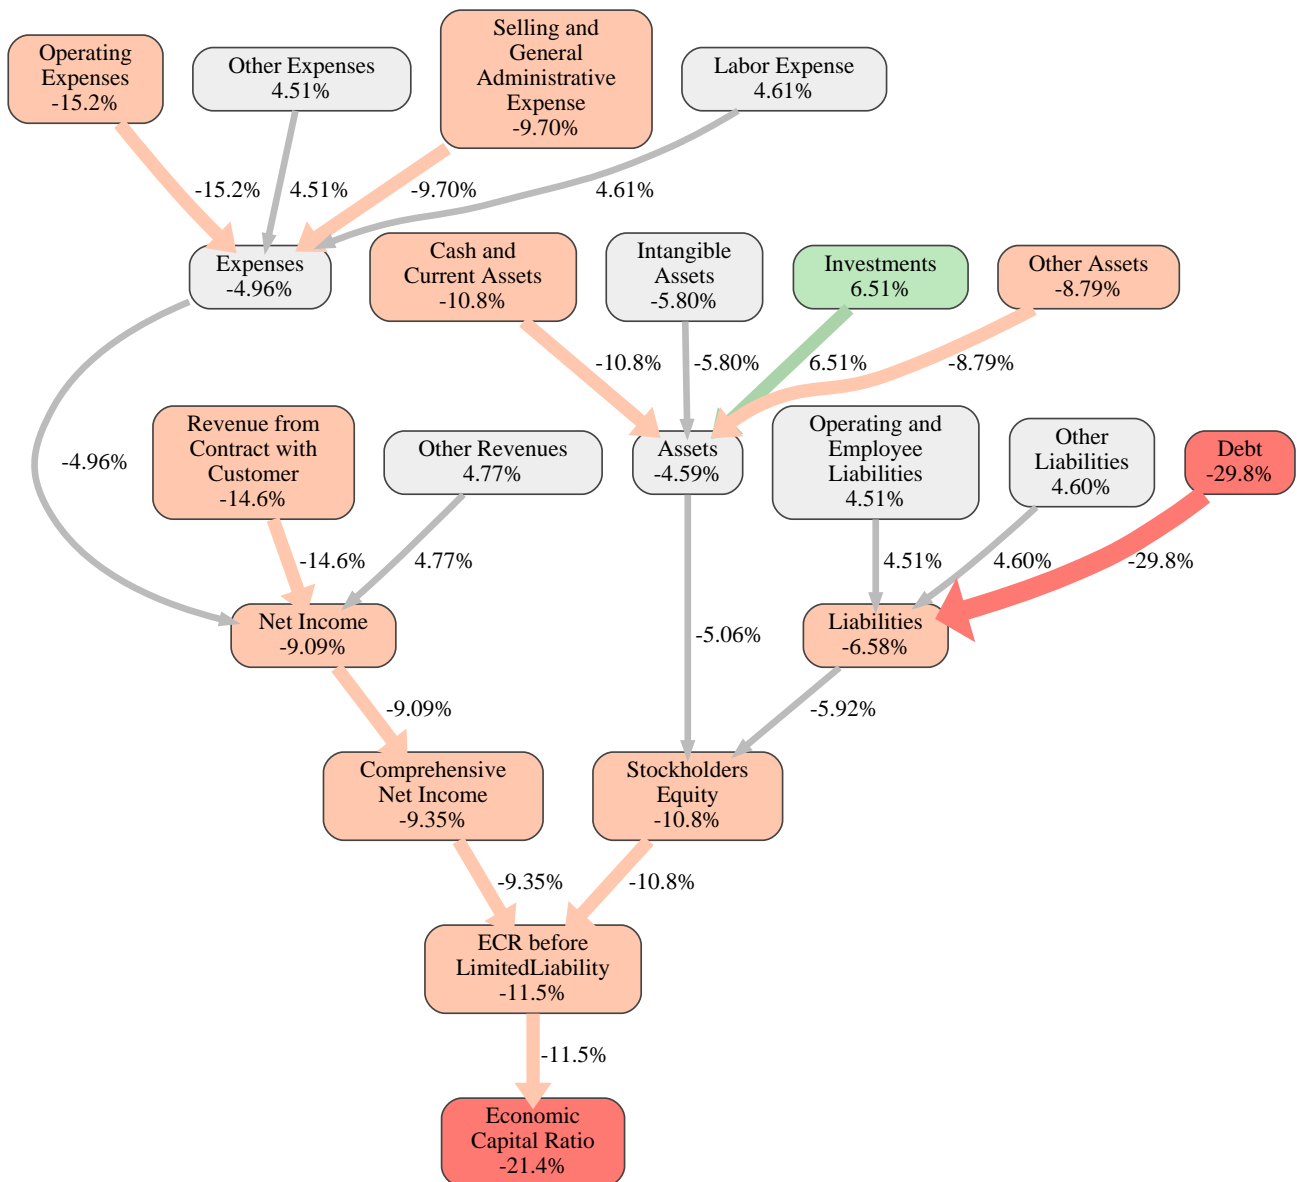 Operating
Expenses
-15.2%
Other Expenses
4.51%
Selling and
General
Administrative
Expense
-9.70%
Labor Expense
4.61%
-15.2%
4.51%
-9.70%
4.61%
Expenses
-4.96%
Cash and
Current Assets
-10.8%
Intangible
Assets
-5.80%
Investments
6.51%
Other Assets
-8.79%
-10.8%
-5.80%
6.51%
-8.79%
-4.96%
Revenue from
Contract with
Customer
-14.6%
Other Revenues
4.77%
Assets
-4.59%
Operating and
Employee
Liabilities
4.51%
Other
Liabilities
4.60%
Debt
-29.8%
-14.6%
4.77%
4.51%
4.60%
-29.8%
Net Income
-9.09%
-5.06%
Liabilities
-6.58%
-9.09%
-5.92%
Comprehensive
Net Income
-9.35%
Stockholders
Equity
-10.8%
-9.35%
-10.8%
ECR before
LimitedLiability
-11.5%
-11.5%
Economic
Capital Ratio
-21.4%